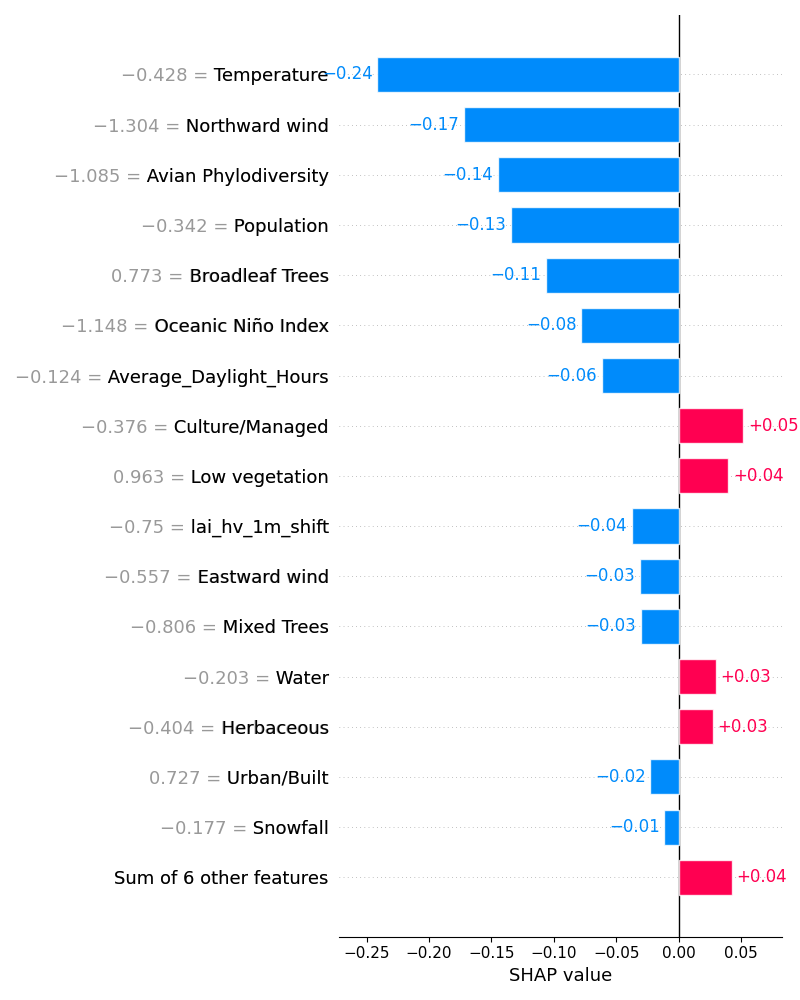 −0.428 = Temperature −0.24
−1.304 = Northward wind −0.17
−1.085 = Avian Phylodiversity −0.14
−0.342 = Population −0.13
0.773 = Broadleaf Trees −0.11
−1.148 = Oceanic Niño Index −0.08
−0.124 = Average_Daylight_Hours −0.06
−0.376 = Culture/Managed +0.05
0.963 = Low vegetation +0.04
−0.75 = lai_hv_1m_shift −0.04
−0.557 = Eastward wind −0.03
−0.806 = Mixed Trees −0.03
−0.203 = Water +0.03
−0.404 = Herbaceous +0.03
0.727 = Urban/Built −0.02
−0.177 = Snowfall −0.01
Sum of 6 other features +0.04
−0.25 −0.20 −0.15 −0.10 −0.05 0.00 0.05
SHAP value